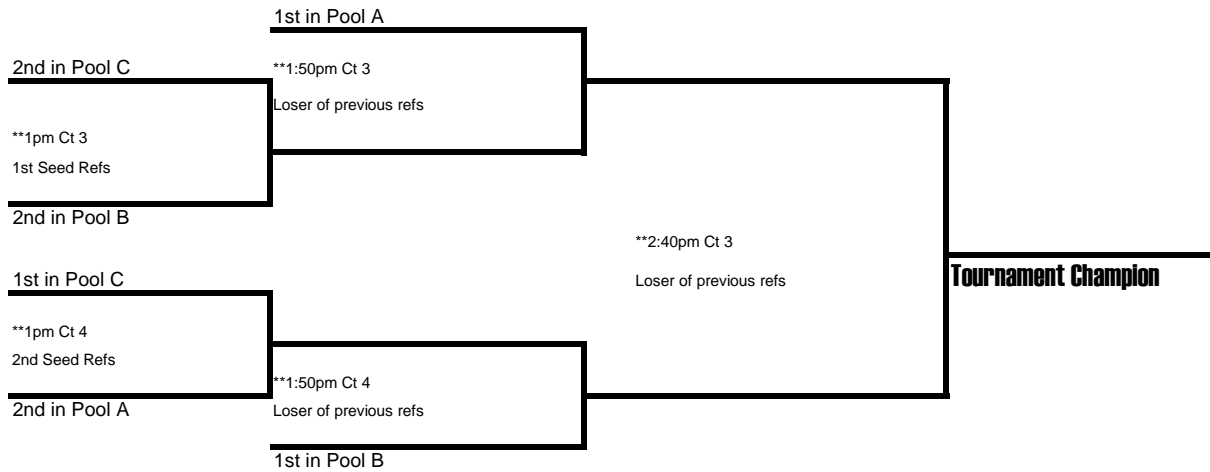 1st in Pool A
2nd in Pool C
**1:50pm Ct 3
Loser of previous refs
**1pm Ct 3
1st Seed Refs
2nd in Pool B
**2:40pm Ct 3
Loser of previous refs
Tournament Champion
1st in Pool C
**1pm Ct 4
2nd Seed Refs
2nd in Pool A
**1:50pm Ct 4
Loser of previous refs
1st in Pool B